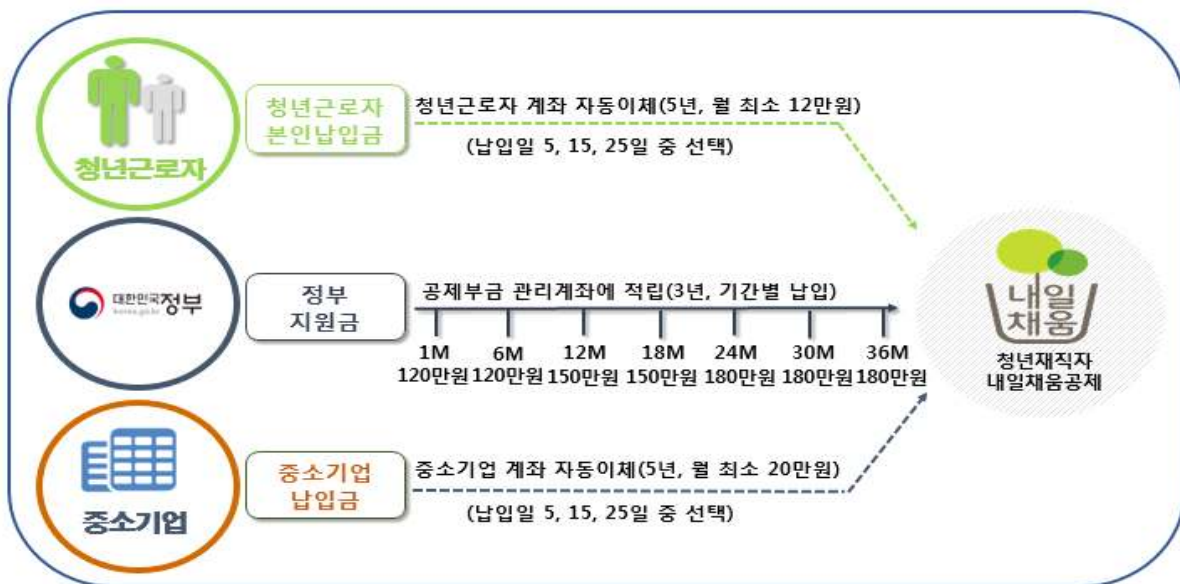 청년근로자
청년근로자
본인납입금
청년근로자 계좌 자동이체(5년, 월 최소 12만원)
(납입일 5, 15, 25일 중 선택)
대한민국정부
korea.go.kr
정부
지원금
공제부금 관리계좌에 적립(3년, 기간별 납입)
1M 6M 12M 18M 24M 30M 36M
120만원 120만원 150만원 150만원 180만원 180만원 180만원
내일
채움
청년재직자
내일채움공제
중소기업
중소기업
납입금
중소기업 계좌 자동이체(5년, 월 최소 20만원)
(납입일 5, 15, 25일 중 선택)